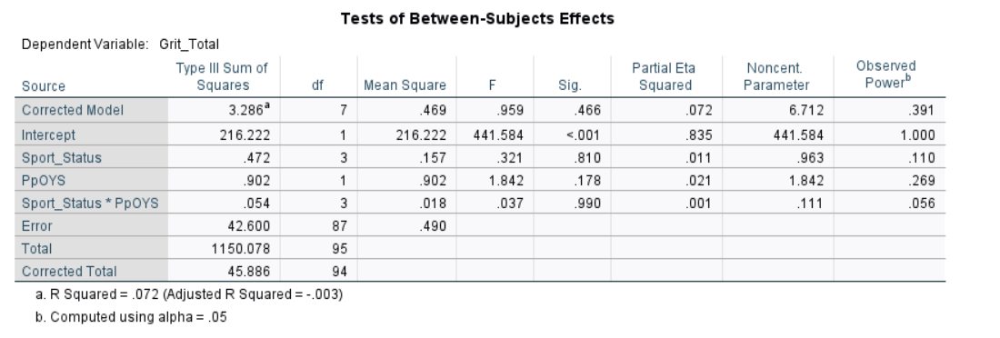 Tests of Between-Subjects Effects
Dependent Variable: Grit_Total
Source Type III Sum of Squares df Mean Square F Sig. Partial Eta Squared Noncent. Parameter Observed Powerb
Corrected Model 3.286a 7 .469 .959 .466 .072 6.712 .391
Intercept 216.222 1 216.222 441.584 <.001 .835 441.584 1.000
Sport_Status .472 3 .157 .321 .810 .011 .963 .110
PpOYS .902 1 .902 1.842 .178 .021 1.842 .269
Sport_Status * PpOYS .054 3 .018 .037 .990 .001 .111 .056
Error 42.600 87 .490
Total 1150.078 95
Corrected Total 45.886 94
a. R Squared = .072 (Adjusted R Squared = -.003)
b. Computed using alpha = .05